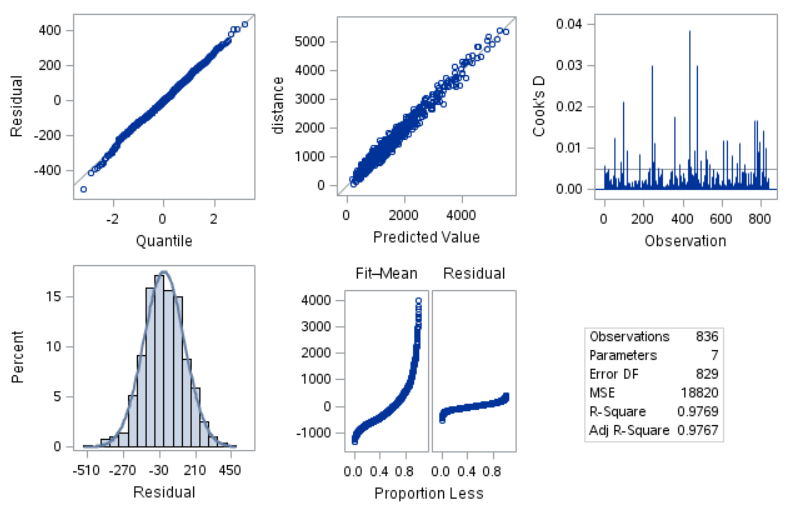 Residual
400
200
0
-200
-400
-2
0
2
Quantile
distance
5000
4000
3000
2000
1000
0
0
2000
4000
Predicted Value
Cook's D
0.04
0.03
0.02
0.01
0.00
0
200
400
600
800
Observation
Percent
15
10
5
0
-510
-270
-30
210
450
Residual
Fit–Mean
Residual
4000
3000
2000
1000
0
-1000
0.0 0.4 0.8
0.0 0.4 0.8
Proportion Less
Observations 836
Parameters 7
Error DF 829
MSE 18820
R-Square 0.9769
Adj R-Square 0.9767